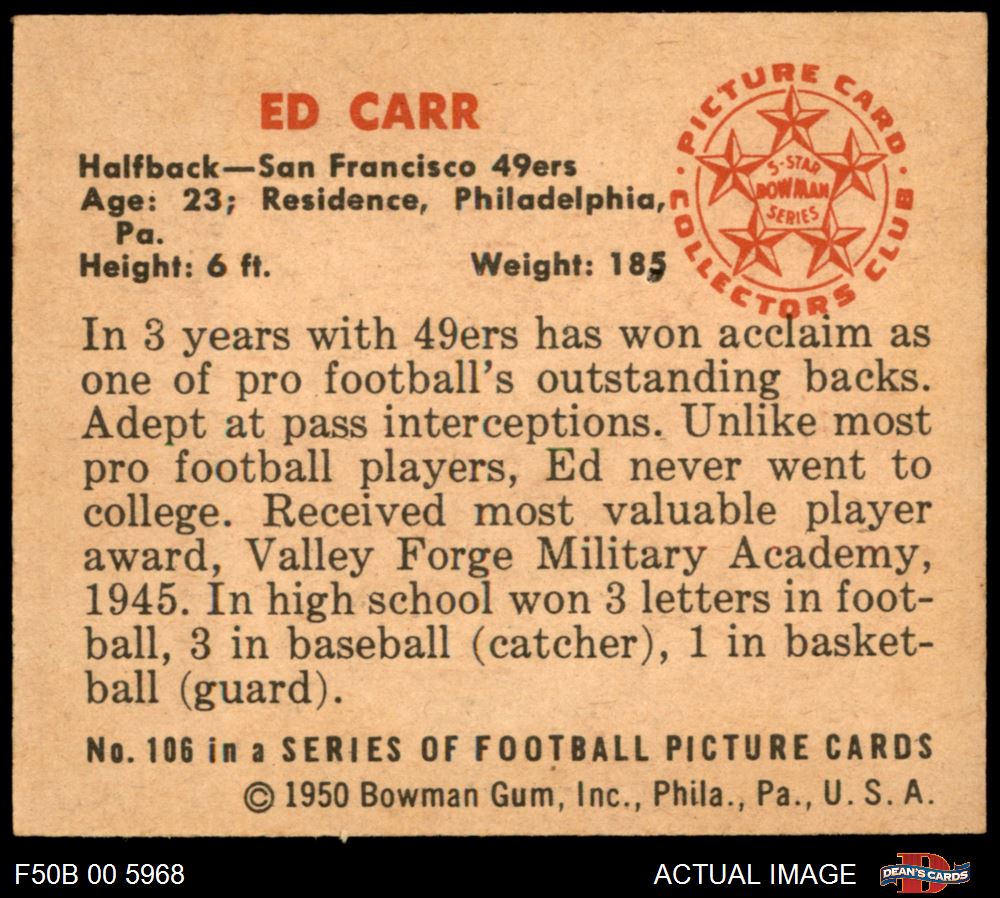 ED CARR
Halfback—San Francisco 49ers
Age: 23; Residence, Philadelphia,
Pa.
Height: 6 ft. Weight: 185
PICTURE CARD
COLLECTORS CLUB
5-STAR
BOWMAN
SERIES
In 3 years with 49ers has won acclaim as
one of pro football's outstanding backs.
Adept at pass interceptions. Unlike most
pro football players, Ed never went to
college. Received most valuable player
award, Valley Forge Military Academy,
1945. In high school won 3 letters in foot-
ball, 3 in baseball (catcher), 1 in basket-
ball (guard).
No. 106 in a SERIES OF FOOTBALL PICTURE CARDS
© 1950 Bowman Gum, Inc., Phila., Pa., U. S. A.
F50B 00 5968
ACTUAL IMAGE
D
DEAN'S CARDS